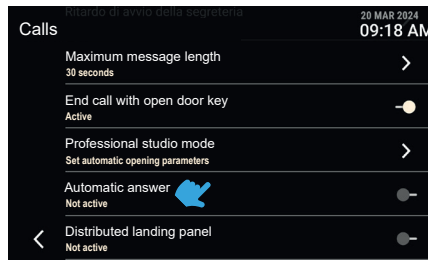 Ritardo di avvio della segreteria
20 MAR 2024
Calls
09:18 AM
Maximum message length
30 seconds
End call with open door key
Active
Professional studio mode
Set automatic opening parameters
Automatic answer
Not active
Distributed landing panel
Not active